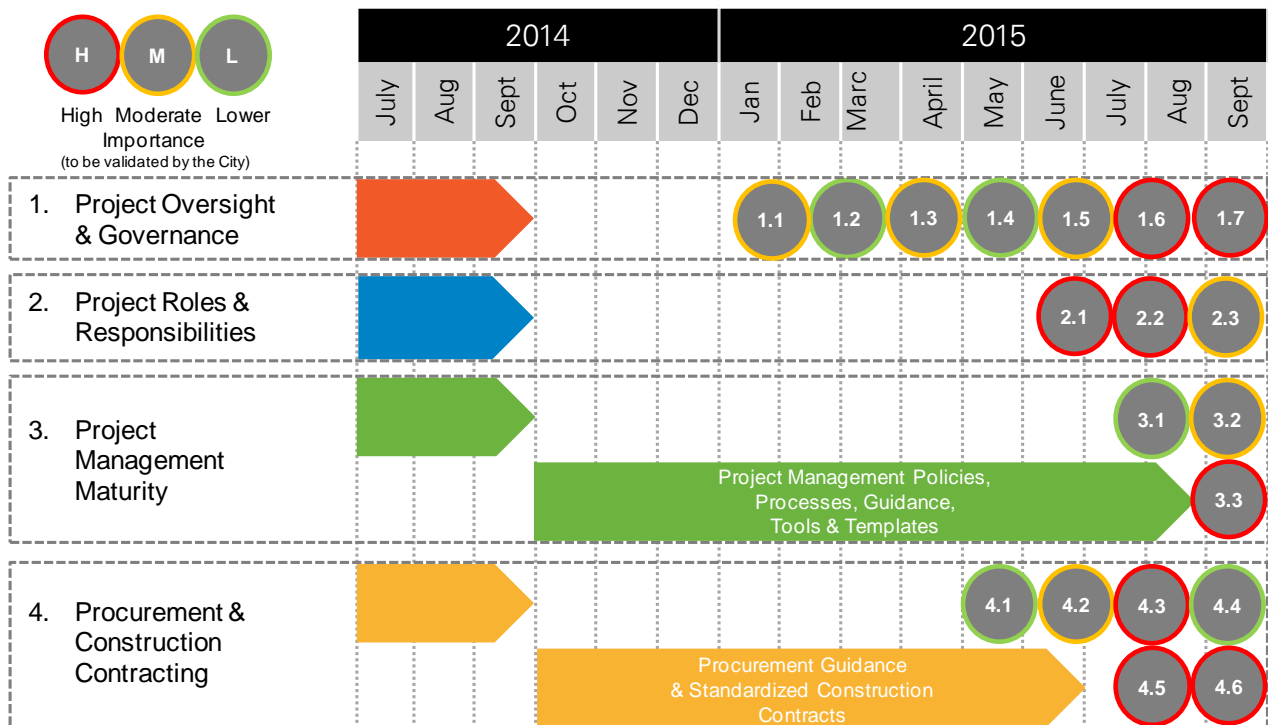 H M L
High Moderate Lower
Importance
(to be validated by the City)
2014 2015
July Aug Sept Oct Nov Dec Jan Feb Marc April May June July Aug Sept
1. Project Oversight
& Governance
1.1 1.2 1.3 1.4 1.5 1.6 1.7
2. Project Roles &
Responsibilities
2.1 2.2 2.3
3. Project
Management
Maturity
3.1 3.2
Project Management Policies,
Processes, Guidance,
Tools & Templates
3.3
4. Procurement &
Construction
Contracting
4.1 4.2 4.3 4.4
Procurement Guidance
& Standardized Construction
Contracts
4.5 4.6